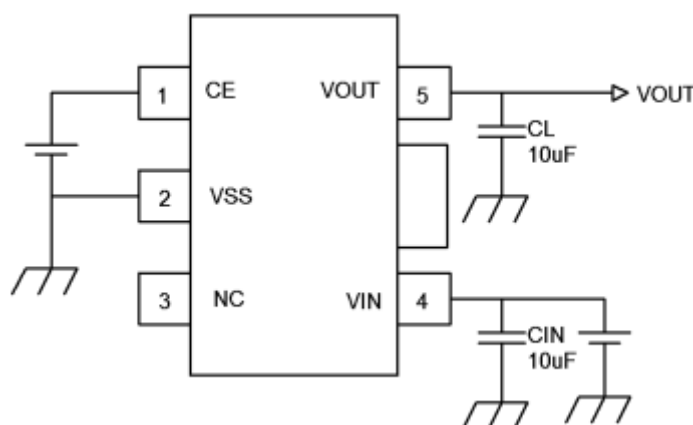 1 CE VOUT 5 VOUT
CL
10uF
2 VSS
3 NC VIN 4
CIN
10uF